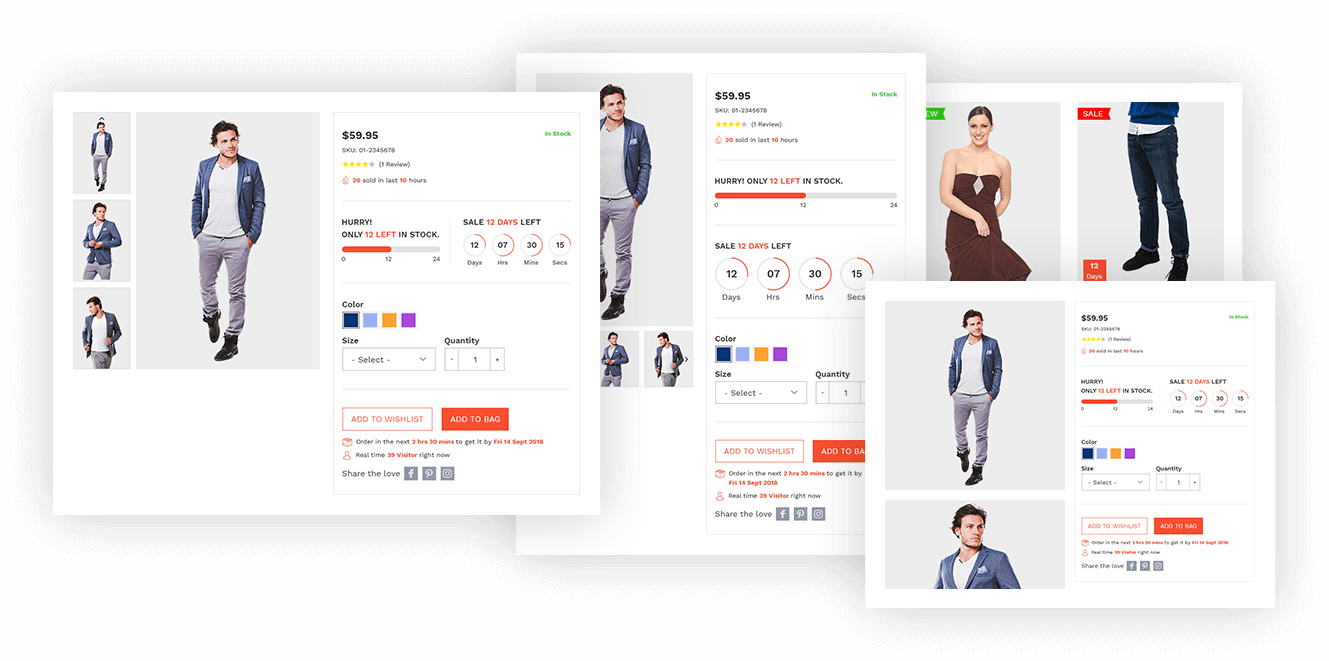 $59.95
In Stock
SKU: 01-2345678
(1 Review)
20 sold in last 10 hours
HURRY!
ONLY 12 LEFT IN STOCK.
0 12 24
SALE 12 DAYS LEFT
12 07 30 15
Days Hrs Mins Secs
Color
Size Quantity
- Select - - 1 +
ADD TO WISHLIST ADD TO BAG
Order in the next 2 hrs 30 mins to get it by Fri 14 Sept 2018
Real time 39 Visitor right now
Share the love
$59.95
In Stock
SKU: 01-2345678
(1 Review)
20 sold in last 10 hours
HURRY! ONLY 12 LEFT IN STOCK.
0 12 24
SALE 12 DAYS LEFT
12 07 30 15
Days Hrs Mins Secs
Color
Size Quantity
- Select - - 1
ADD TO WISHLIST ADD TO BA
Order in the next 2 hrs 30 mins to get it by
Fri 14 Sept 2018
Real time 39 Visitor right now
Share the love
EW
SALE
12
Days
$59.95
In Stock
SKU: 01-2345678
(1 Review)
20 sold in last 10 hours
HURRY!
ONLY 12 LEFT IN STOCK.
0 12 24
SALE 12 DAYS LEFT
12 07 30 15
Days Hrs Mins Secs
Color
Size Quantity
- Select - - 1 +
ADD TO WISHLIST ADD TO BAG
Order in the next 2 hrs 30 mins to get it by Fri 14 Sept 2018
Real time 39 Visitor right now
Share the love